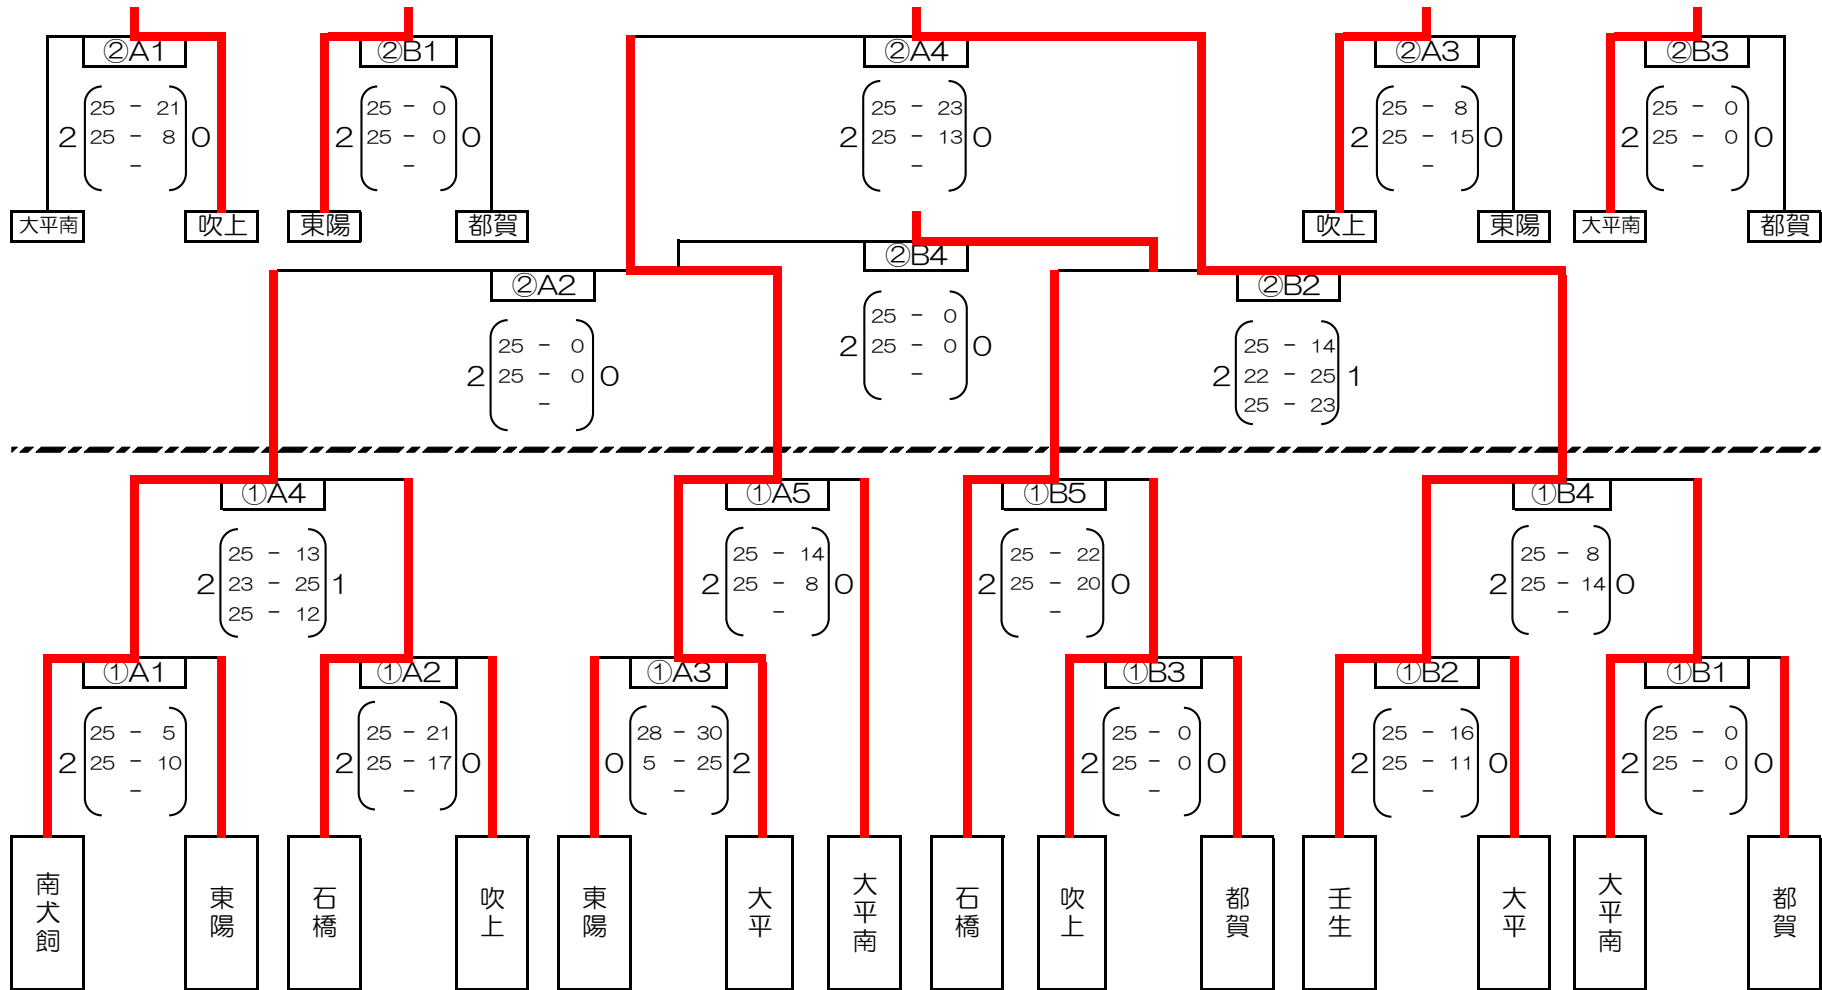 ②A1 ②B1 ②A4 ②A3 ②B3
25 - 21 25 - 0 25 - 23 25 - 8 25 - 0
2 25 - 8 0 2 25 - 0 0 2 25 - 13 0 2 25 - 15 0 2 25 - 0 0
- - - - -
大平南 吹上 東陽 都賀 吹上 東陽 大平南 都賀
②B4
②A2 ②B2
25 - 0
25 - 0 2 25 - 0 0 25 - 14
2 25 - 0 0 - 2 22 - 25 1
- 25 - 23
①A4 ①A5 ①B5 ①B4
25 - 13 25 - 14 25 - 22 25 - 8
2 23 - 25 1 2 25 - 8 0 2 25 - 20 0 2 25 - 14 0
25 - 12 - - -
①A1 ①A2 ①A3 ①B3 ①B2 ①B1
25 - 5 25 - 21 28 - 30 25 - 0 25 - 16 25 - 0
2 25 - 10 0 2 25 - 17 0 0 5 - 25 2 2 25 - 0 0 2 25 - 11 0 2 25 - 0 0
- - - - - -
南犬飼
東陽
石橋
吹上
東陽
大平
大平南
石橋
吹上
都賀
壬生
大平
大平南
都賀